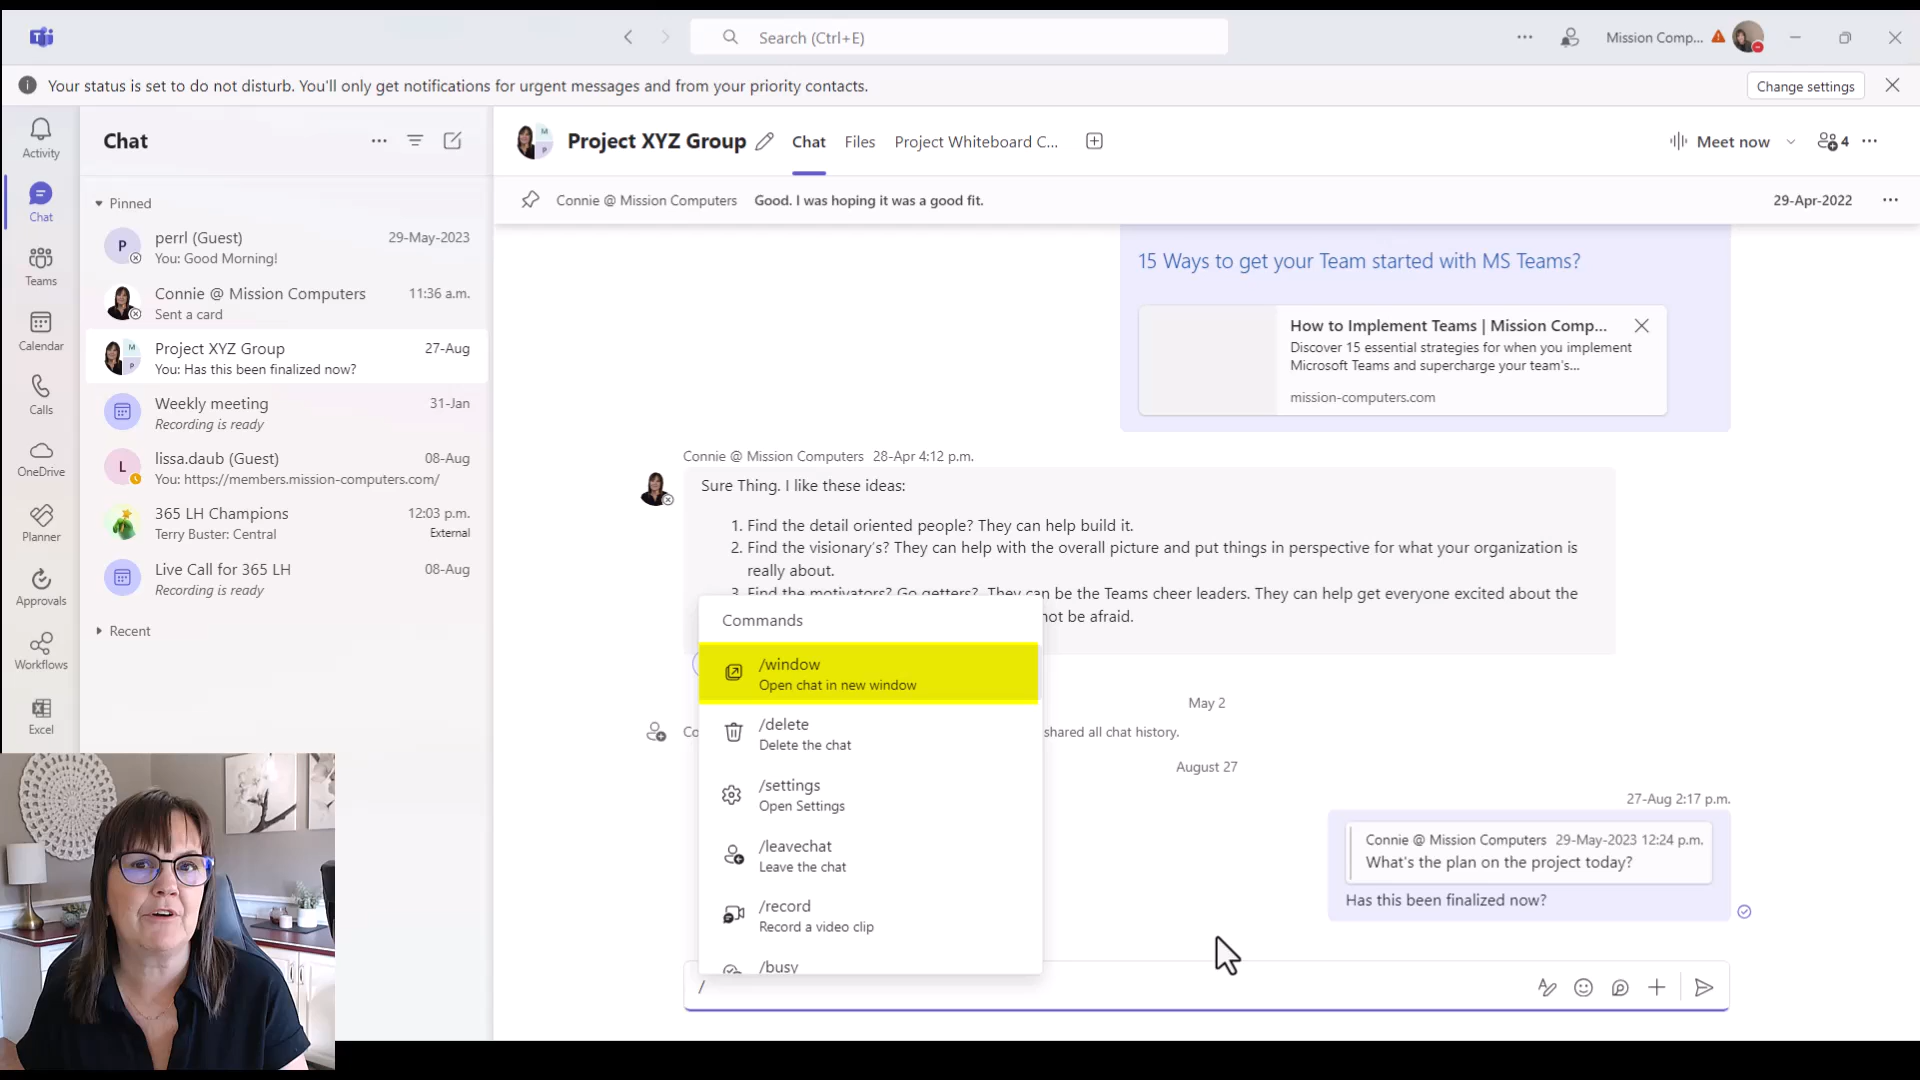 Search (Ctrl+E)
Mission Comp...
Your status is set to do not disturb. You'll only get notifications for urgent messages and from your priority contacts.
Change settings
Activity
Chat
Teams
Calendar
Calls
OneDrive
Planner
Approvals
Workflows
Excel
Chat
Pinned
P
perrl (Guest)
29-May-2023
You: Good Morning!
Connie @ Mission Computers
11:36 a.m.
Sent a card
M
P
Project XYZ Group
27-Aug
You: Has this been finalized now?
Weekly meeting
31-Jan
Recording is ready
L
lissa.daub (Guest)
08-Aug
You: https://members.mission-computers.com/
365 LH Champions
12:03 p.m.
Terry Buster: Central
External
Live Call for 365 LH
08-Aug
Recording is ready
Recent
M
P
Project XYZ Group
Chat
Files
Project Whiteboard C...
Meet now
4
Connie @ Mission Computers
Good. I was hoping it was a good fit.
29-Apr-2022
15 Ways to get your Team started with MS Teams?
How to Implement Teams | Mission Comp...
Discover 15 essential strategies for when you implement
Microsoft Teams and supercharge your team's...
mission-computers.com
Connie @ Mission Computers 28-Apr 4:12 p.m.
Sure Thing. I like these ideas:
1. Find the detail oriented people? They can help build it.
2. Find the visionary's? They can help with the overall picture and put things in perspective for what your organization is
really about.
3. Find the motivators? Go getters? They can be the Teams cheer leaders. They can help get everyone excited about the
not be afraid.
Commands
/window
Open chat in new window
/delete
Delete the chat
/settings
Open Settings
/leavechat
Leave the chat
/record
Record a video clip
/busy
May 2
Co
shared all chat history.
August 27
27-Aug 2:17 p.m.
Connie @ Mission Computers 29-May-2023 12:24 p.m.
What's the plan on the project today?
Has this been finalized now?
/